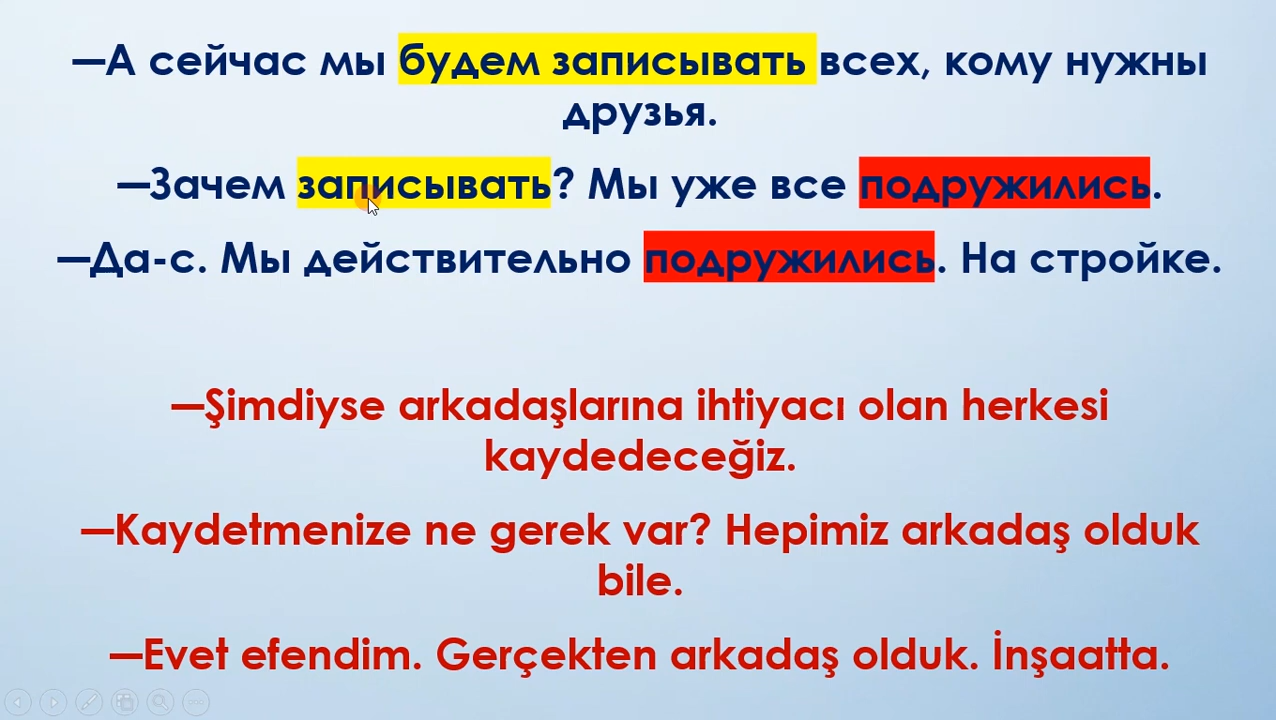 —А сейчас мы будем записывать всех, кому нужны
друзья.
—Зачем записывать? Мы уже все подружились.
—Да-с. Мы действительно подружились. На стройке.
—Şimdiyse arkadaşlarına ihtiyacı olan herkesi
kaydedeceğiz.
—Kaydetmenize ne gerek var? Hepimiz arkadaş olduk
bile.
—Evet efendim. Gerçekten arkadaş olduk. İnşaatta.